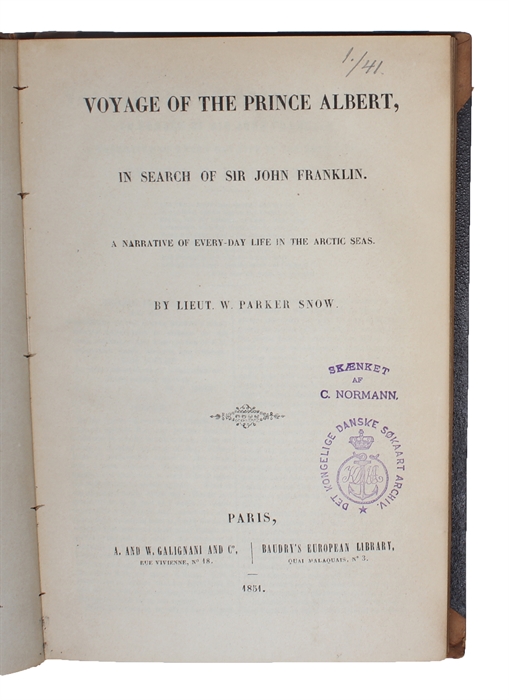 1./41.
VOYAGE OF THE PRINCE ALBERT,
IN SEARCH OF SIR JOHN FRANKLIN.
A NARRATIVE OF EVERY-DAY LIFE IN THE ARCTIC SEAS.
BY LIEUT. W. PARKER SNOW.
SKÆNKET
AF
C. NORMANN.
DET KONGELIGE DANSKE SØKAART ARCHIV.
PARIS,
A. AND W. GALIGNANI AND Cº,
RUE VIVIENNE, Nº 18.
BAUDRY'S EUROPEAN LIBRARY,
QUAI MALAQUAIS, Nº 3.
1851.